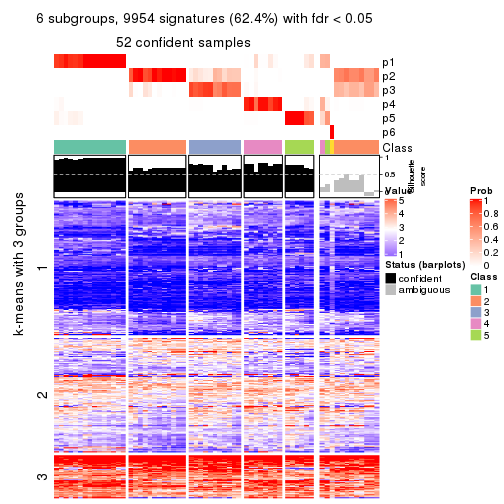 6 subgroups, 9954 signatures (62.4%) with fdr < 0.05
52 confident samples
p1
p2
p3
p4
p5
p6
Class
1
0.5
0
Silhouette
score
k-means with 3 groups
1
2
3
Value
5
4
3
2
1
Status (barplots)
confident
ambiguous
Prob
1
0.8
0.6
0.4
0.2
0
Class
1
2
3
4
5